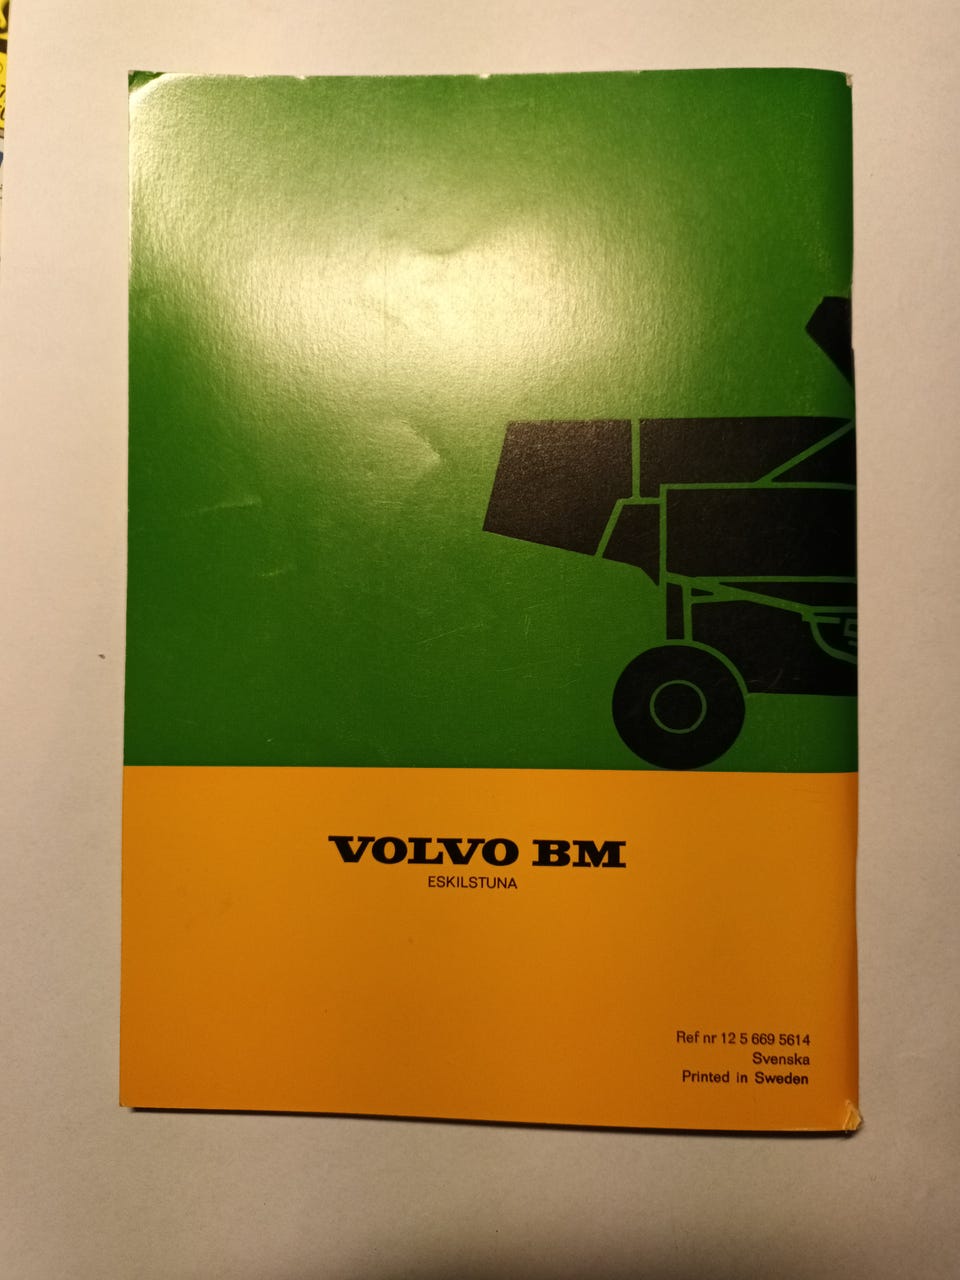 VOLVO BM
ESKILSTUNA
Ref nr 12 5 669 5614
Svenska
Printed in Sweden